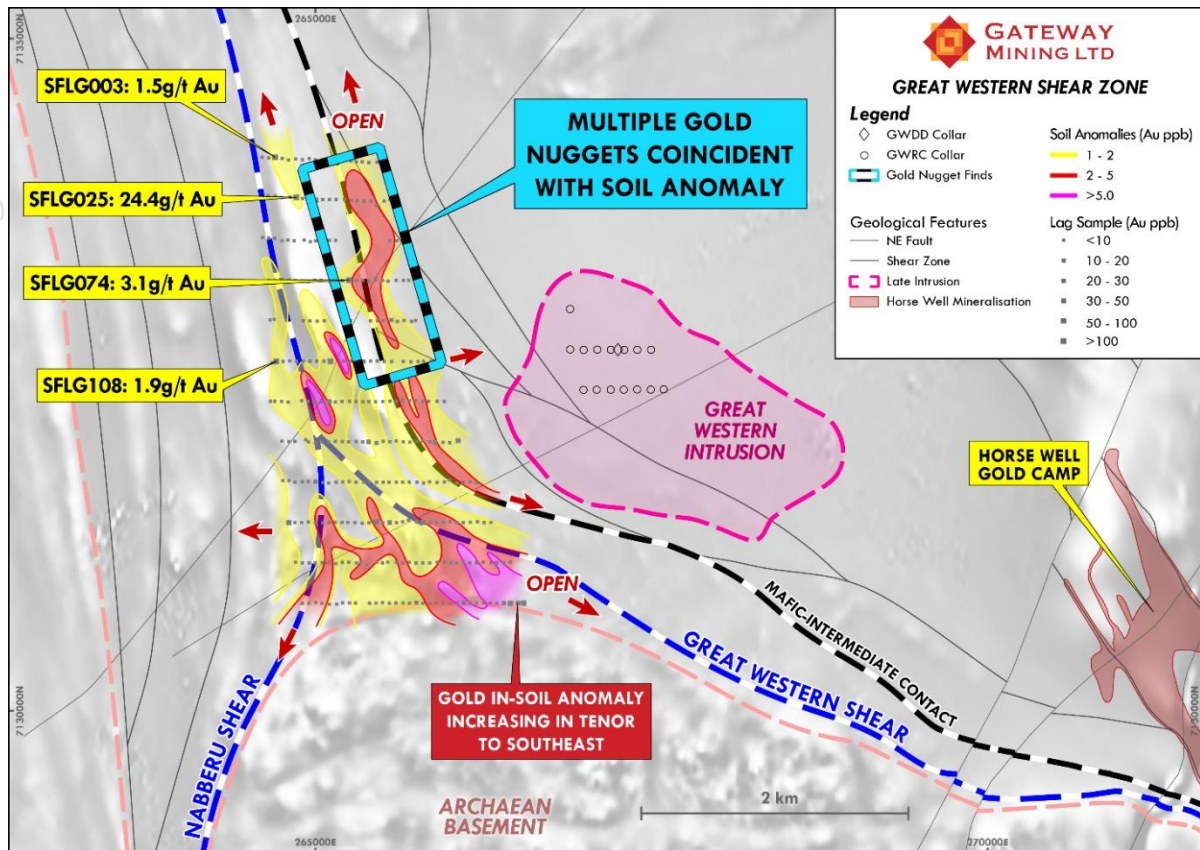 265000E
7135000N
GATEWAY
MINING LTD
GREAT WESTERN SHEAR ZONE
Legend
GWDD Collar
GWRC Collar
Gold Nugget Finds
Soil Anomalies (Au ppb)
1 - 2
2 - 5
>5.0
Geological Features
NE Fault
Shear Zone
Late Intrusion
Horse Well Mineralisation
Lag Sample (Au ppb)
<10
10 - 20
20 - 30
30 - 50
50 - 100
>100
SFLG003: 1.5g/t Au
OPEN
MULTIPLE GOLD
NUGGETS COINCIDENT
WITH SOIL ANOMALY
SFLG025: 24.4g/t Au
SFLG074: 3.1g/t Au
SFLG108: 1.9g/t Au
GREAT
WESTERN
INTRUSION
HORSE WELL
GOLD CAMP
OPEN
MAFIC-INTERMEDIATE CONTACT
GREAT WESTERN SHEAR
NABBERU SHEAR
GOLD IN-SOIL ANOMALY
INCREASING IN TENOR
TO SOUTHEAST
7130000N
7130000N
2 km
ARCHAEAN
BASEMENT
265000E
270000E